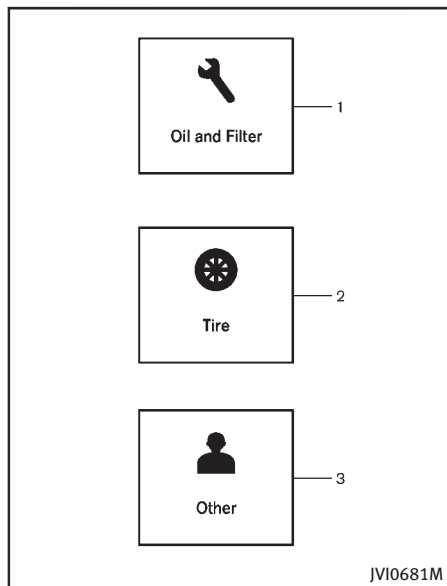 Oil and Filter
1
Tire
2
Other
3
JVI0681M